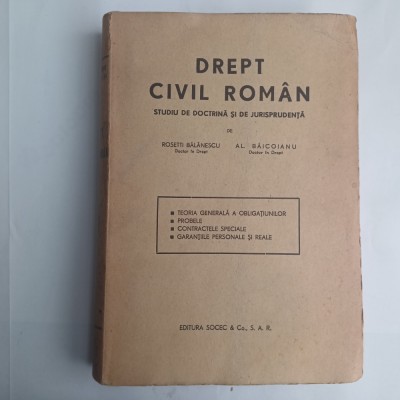 DREPT
CIVIL ROMÂN
STUDIU DE DOCTRINĂ ȘI DE JURISPRUDENȚĂ
DE
ROSETTI BĂLĂNESCU AL. BĂICOIANU
Doctor în Drept Doctor în Drept
■ TEORIA GENERALĂ A OBLIGAȚIUNILOR
■ PROBELE
■ CONTRACTELE SPECIALE
■ GARANȚIILE PERSONALE ȘI REALE
EDITURA SOCEC & Co., S. A. R.